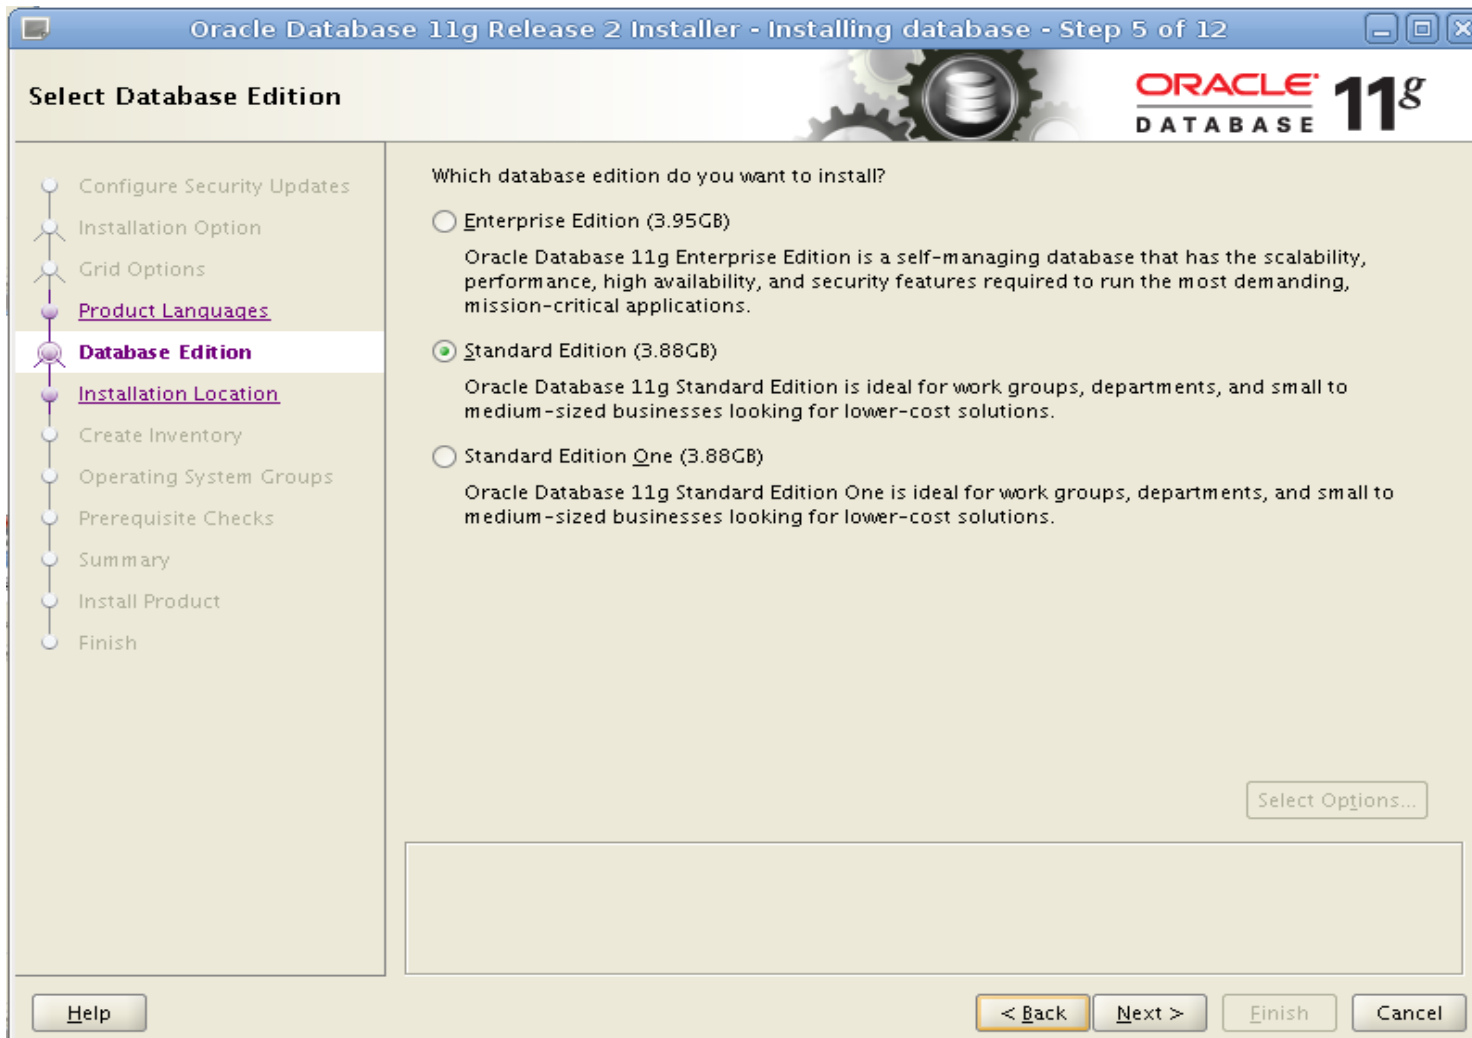 Oracle Database 11g Release 2 Installer - Installing database - Step 5 of 12
Select Database Edition
ORACLE
DATABASE
11g
Configure Security Updates
Installation Option
Grid Options
Product Languages
Database Edition
Installation Location
Create Inventory
Operating System Groups
Prerequisite Checks
Summary
Install Product
Finish
Which database edition do you want to install?
Enterprise Edition (3.95GB)
Oracle Database 11g Enterprise Edition is a self-managing database that has the scalability,
performance, high availability, and security features required to run the most demanding,
mission-critical applications.
Standard Edition (3.88GB)
Oracle Database 11g Standard Edition is ideal for work groups, departments, and small to
medium-sized businesses looking for lower-cost solutions.
Standard Edition One (3.88GB)
Oracle Database 11g Standard Edition One is ideal for work groups, departments, and small to
medium-sized businesses looking for lower-cost solutions.
Select Options...
Help
< Back
Next >
Finish
Cancel